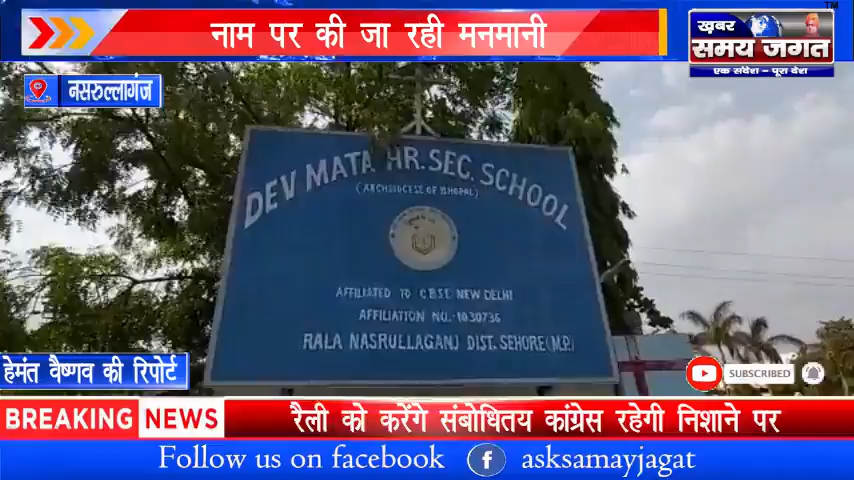 नाम पर की जा रही मनमानी
ख़बर
समय जगत
TM
एक संदेश - पूरा देश
नसरुल्लागंज
DEV MATA HR. SEC. SCHOOL
(ARCHDIOCESE OF BHOPAL)
AFFILIATED TO C.B.S.E. NEW DELHI
AFFILIATION NO.-1030736
RALA NASRULLAGANJ DIST. SEHORE (M.P.)
हेमंत वैष्णव की रिपोर्ट
SUBSCRIBED
BREAKING NEWS
रैली को करेंगे संबोधितय कांग्रेस रहेगी निशाने पर
Follow us on facebook f asksamayjagat